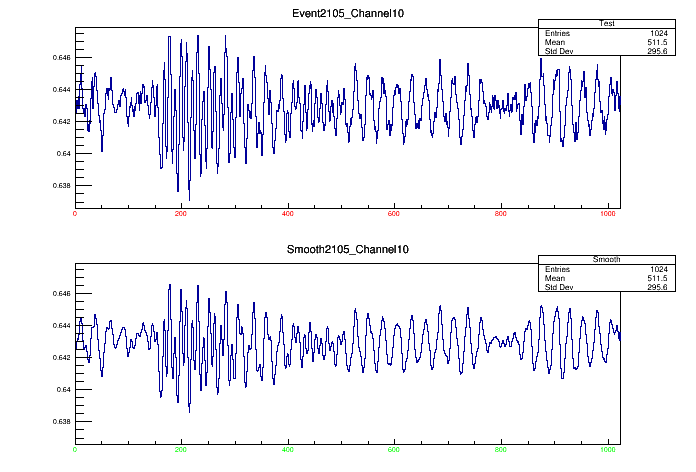 Event2105_Channel10
Test
Entries 1024
Mean 511.5
Std Dev 295.6
0.646
0.644
0.642
0.64
0.638
0 200 400 600 800 1000
Smooth2105_Channel10
Smooth
Entries 1024
Mean 511.5
Std Dev 295.6
0.646
0.644
0.642
0.64
0.638
0 200 400 600 800 1000